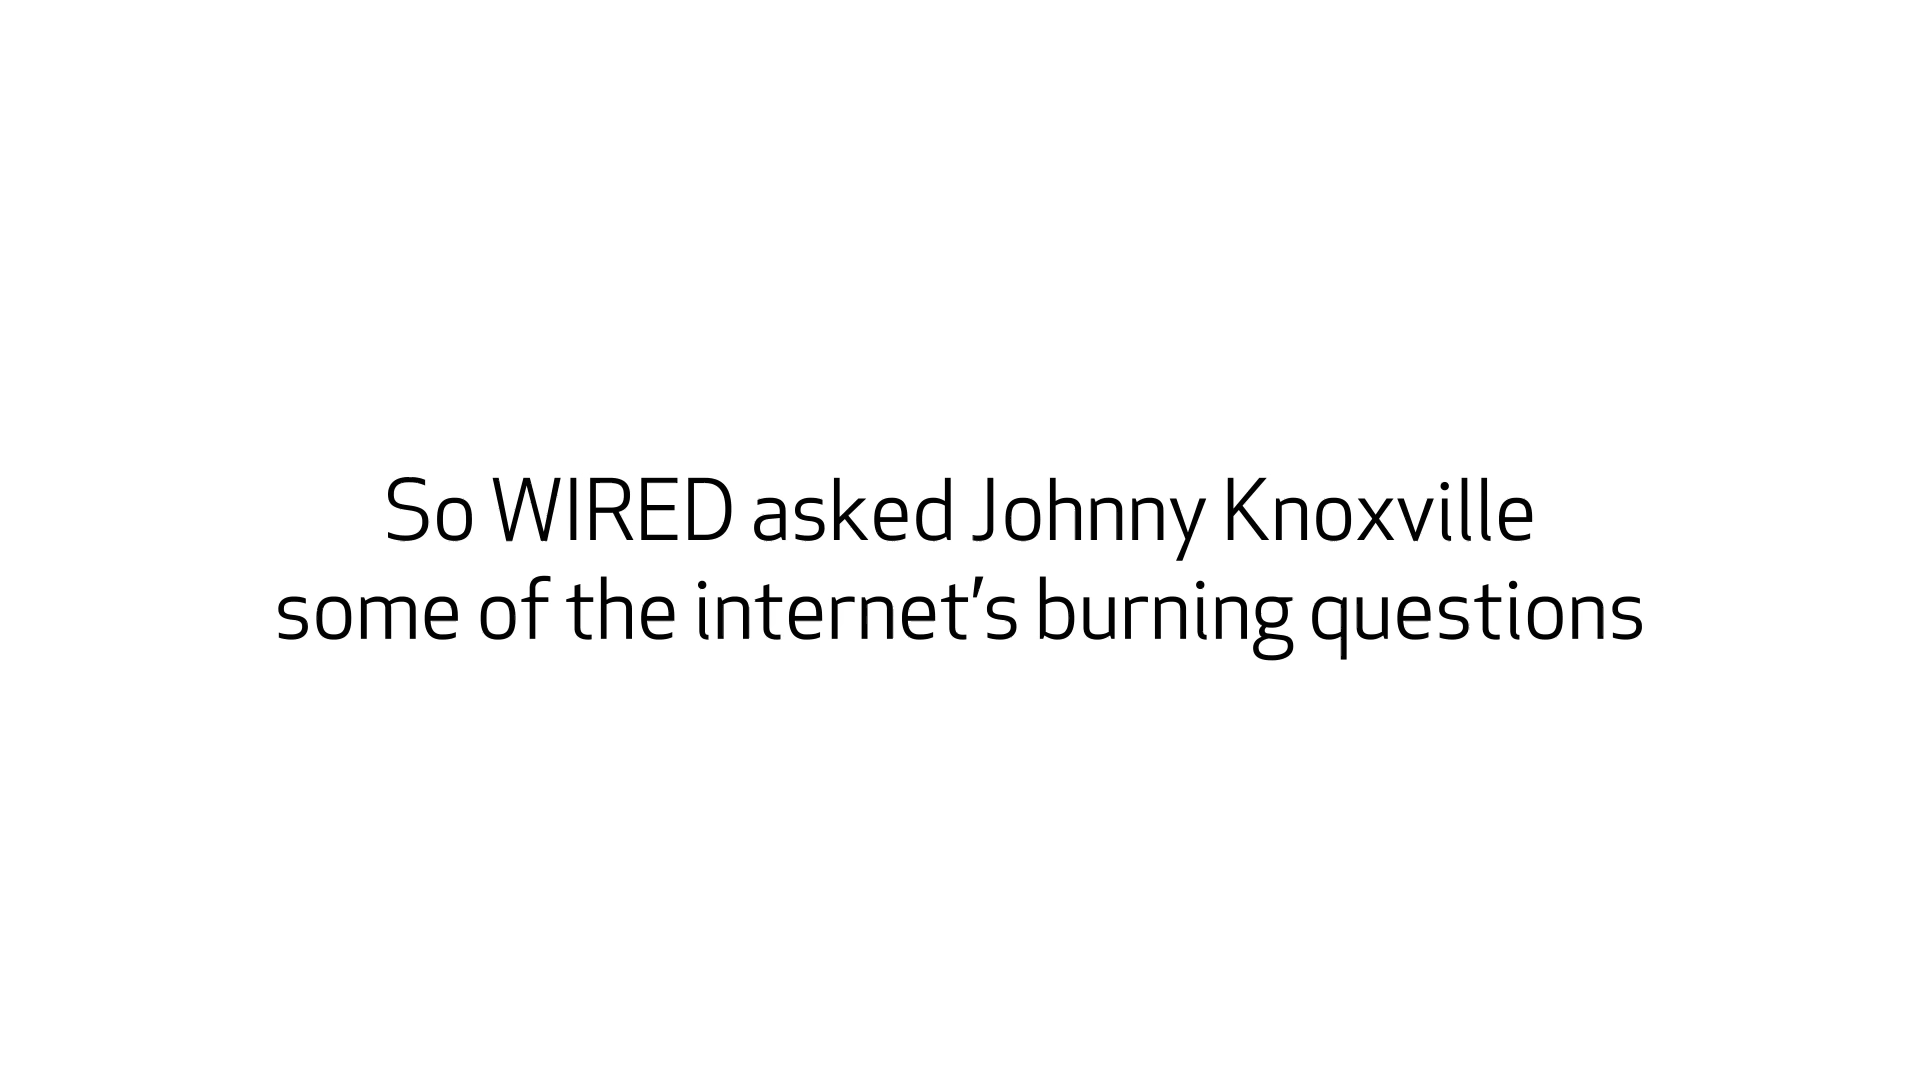 So WIRED asked Johnny Knoxville
some of the internet’s burning questions